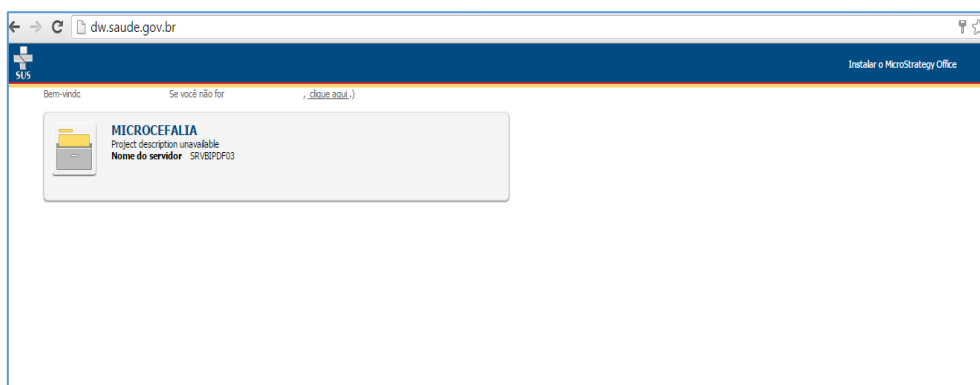 dw.saude.gov.br
SUS
Instalar o MicroStrategy Office
Bem-vindo Se você não for , clique aqui .)
MICROCEFALIA
Project description unavailable
Nome do servidor SRVBIPDF03